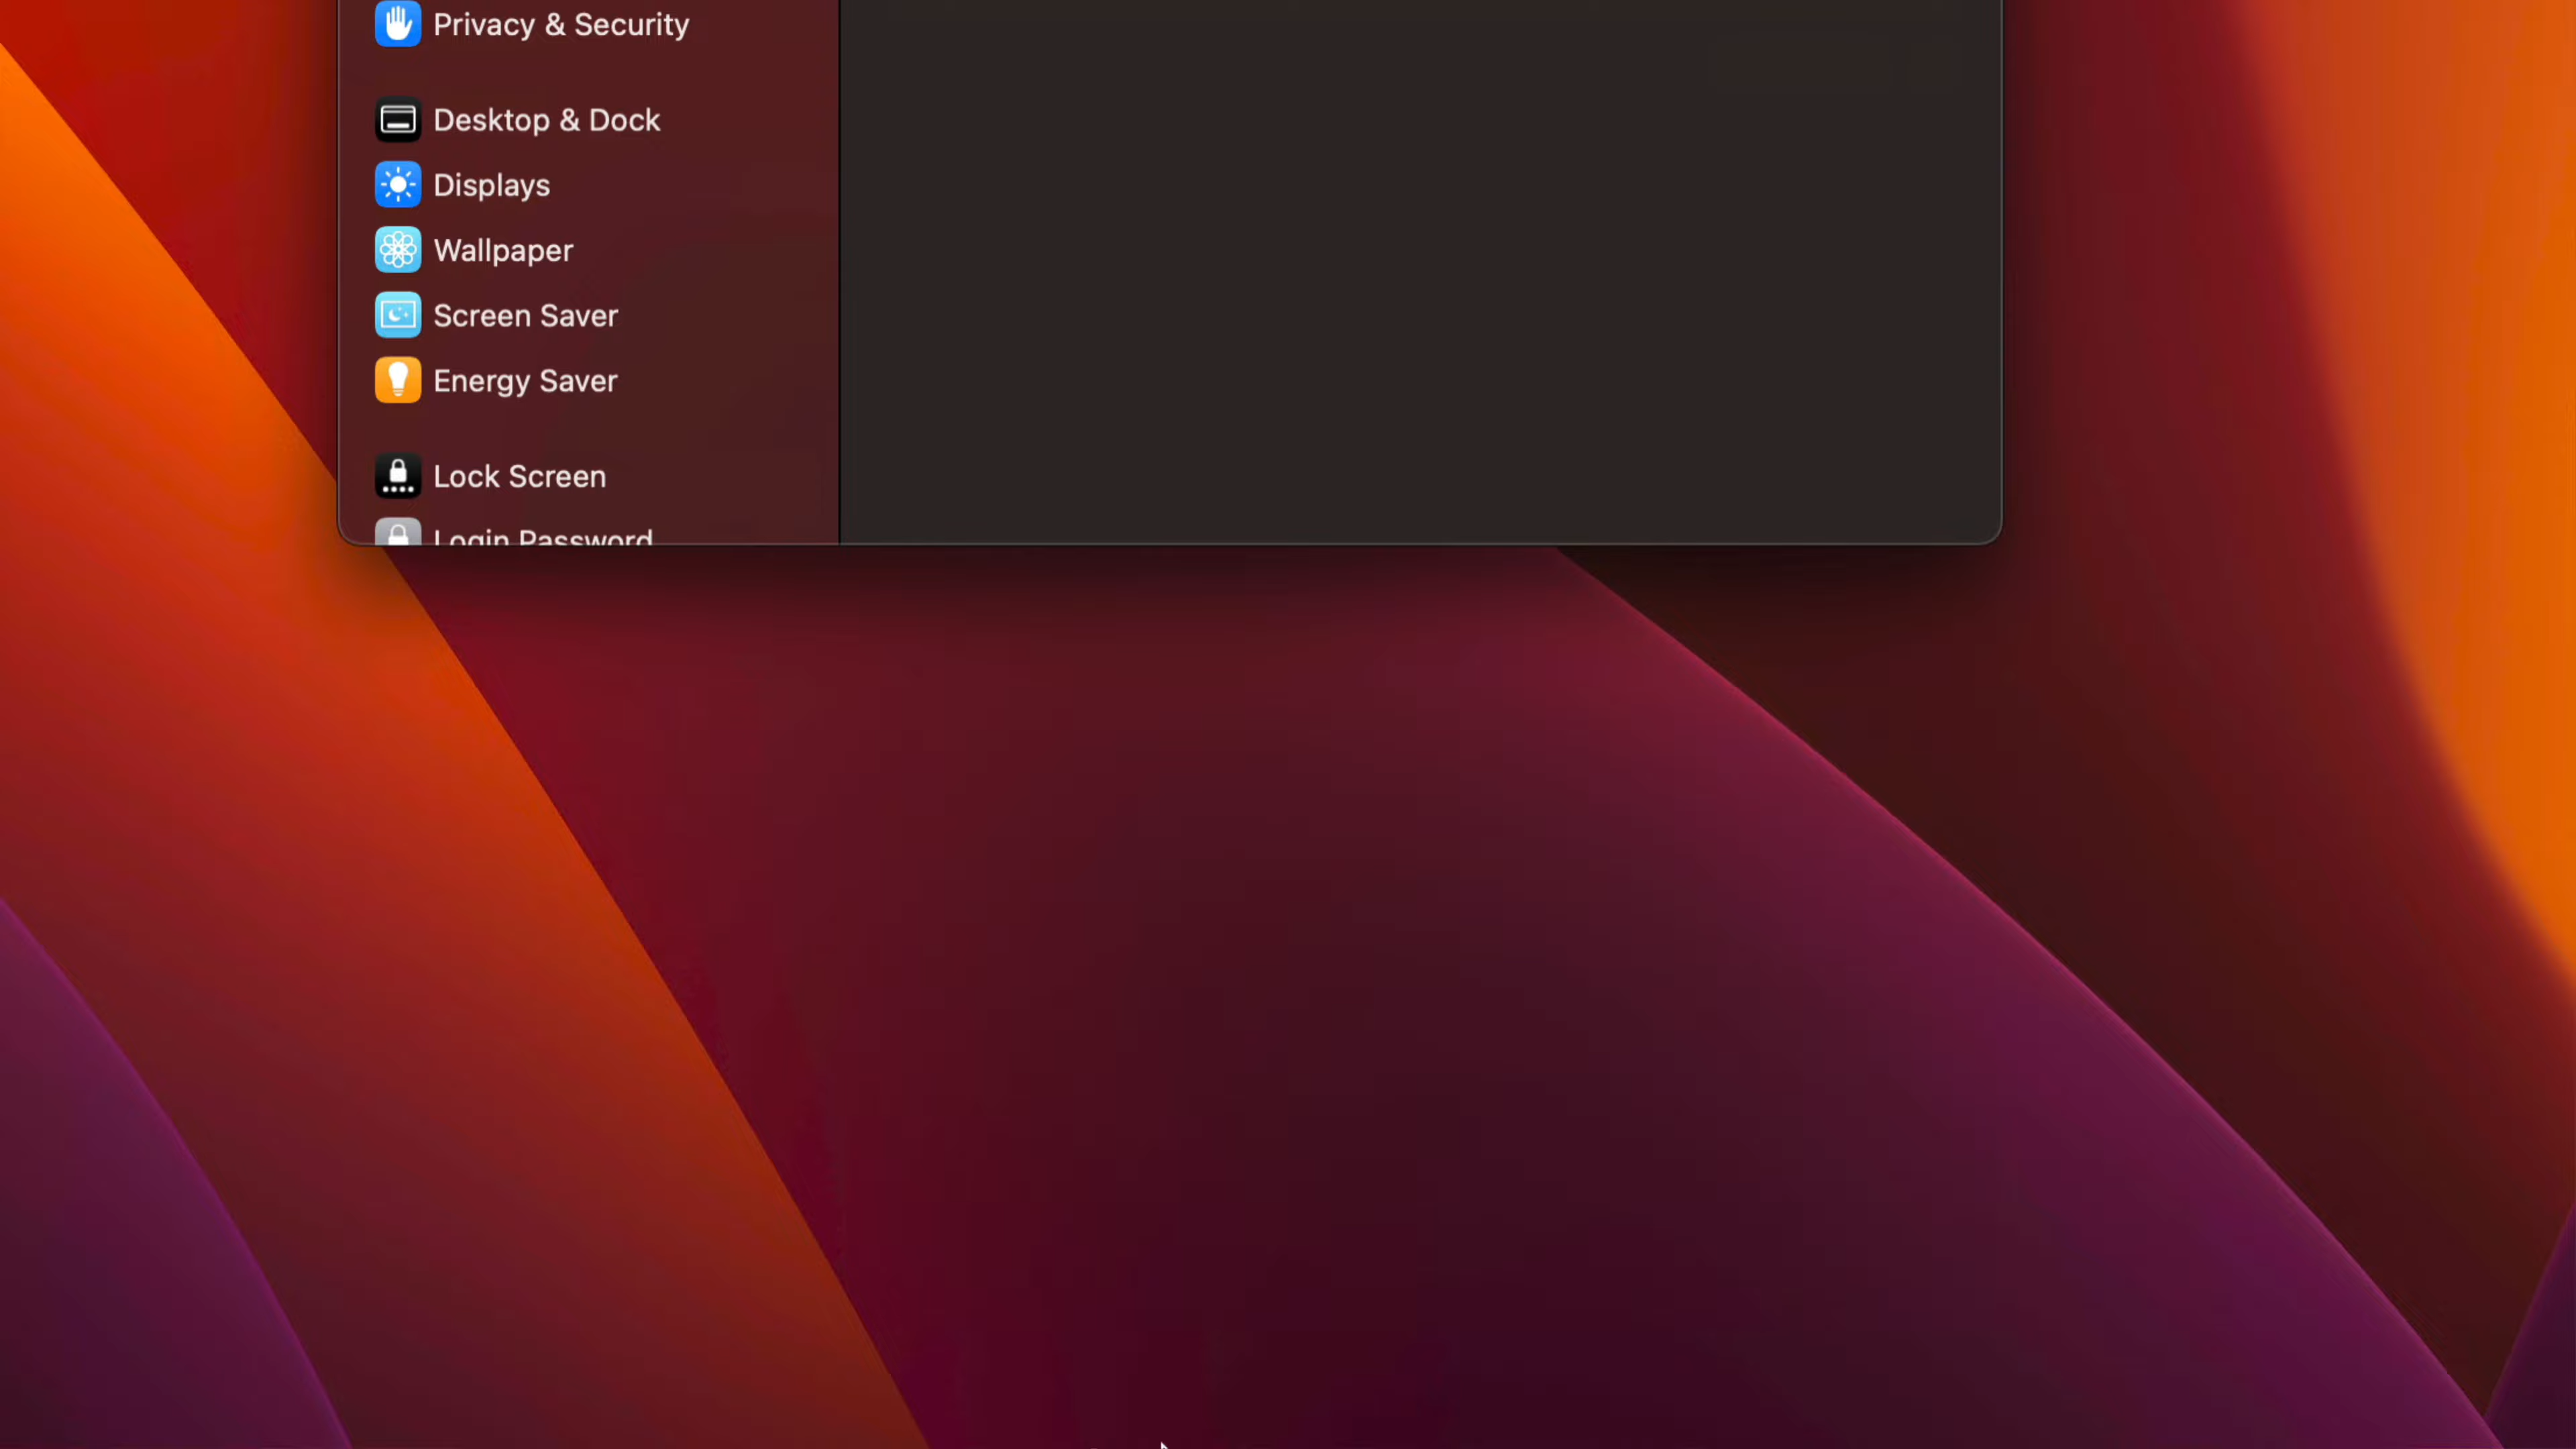 Privacy & Security
Desktop & Dock
Displays
Wallpaper
Screen Saver
Energy Saver
Lock Screen
Login Password